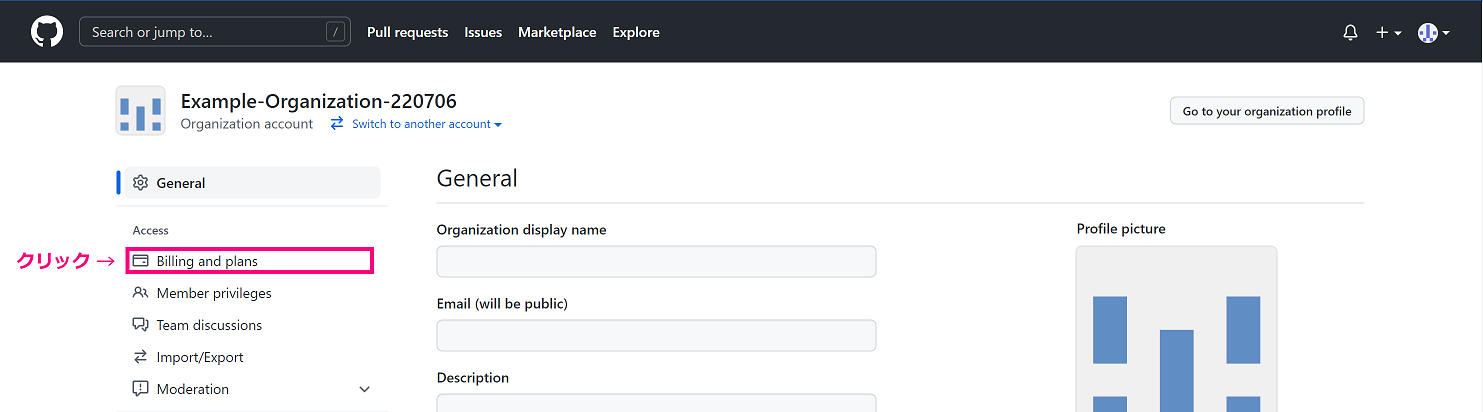 Search or jump to... /
Pull requests Issues Marketplace Explore
Example-Organization-220706
Organization account Switch to another account
Go to your organization profile
General
Access
クリック →
Billing and plans
Member privileges
Team discussions
Import/Export
Moderation
General
Organization display name
Email (will be public)
Description
Profile picture